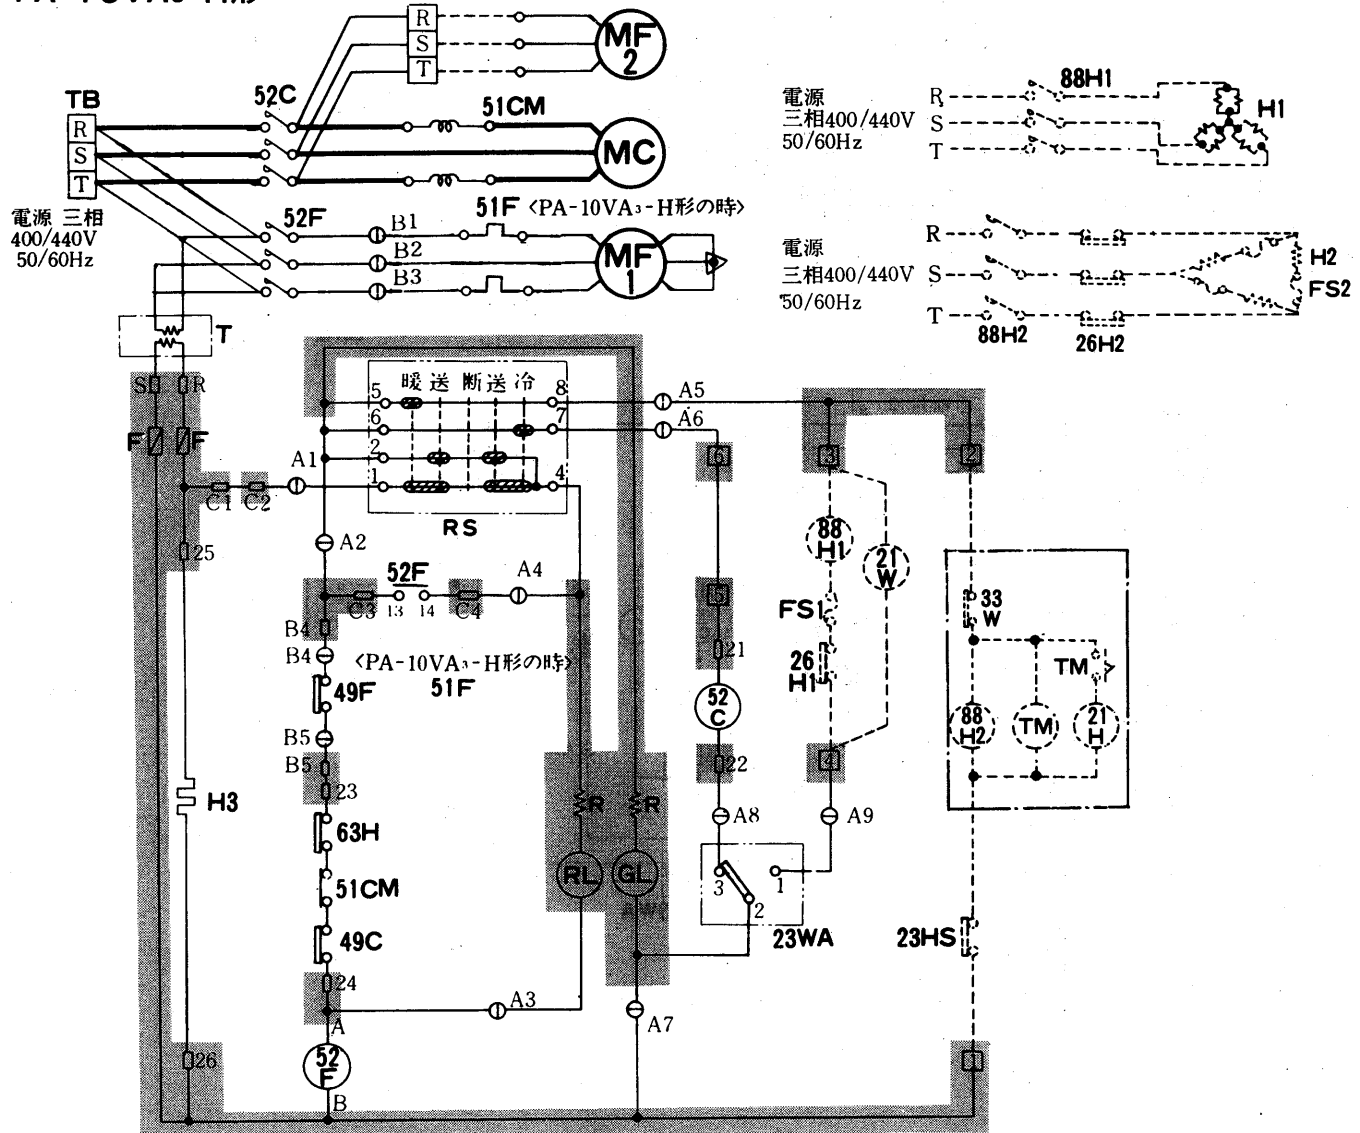 R
S
T
MF
2
TB
R
S
T
52C
51CM
MC
電源 三相
400/440V
50/60Hz
52F
B1
B2
B3
51F 〈PA-10VA₃-H形の時〉
MF
1
電源
三相400/440V
50/60Hz
R
S
T
88H1
H1
電源
三相400/440V
50/60Hz
R
S
T
88H2
26H2
H2
FS2
T
S
R
F
F
C1
C2
A1
25
H3
26
暖 送 断 送 冷
5
6
2
1
8
7
4
RS
A5
A6
A2
C3
52F
13
14
C4
A4
B4
B4
〈PA-10VA₃-H形の時〉
51F
49F
B5
B5
23
63H
51CM
49C
24
A
52
F
B
A3
R
RL
R
GL
A7
6
5
21
52
C
22
A8
3
2
1
23WA
3
88
H1
21
W
FS1
26
H1
4
A9
2
33
W
TM
88
H2
TM
21
H
23HS
1